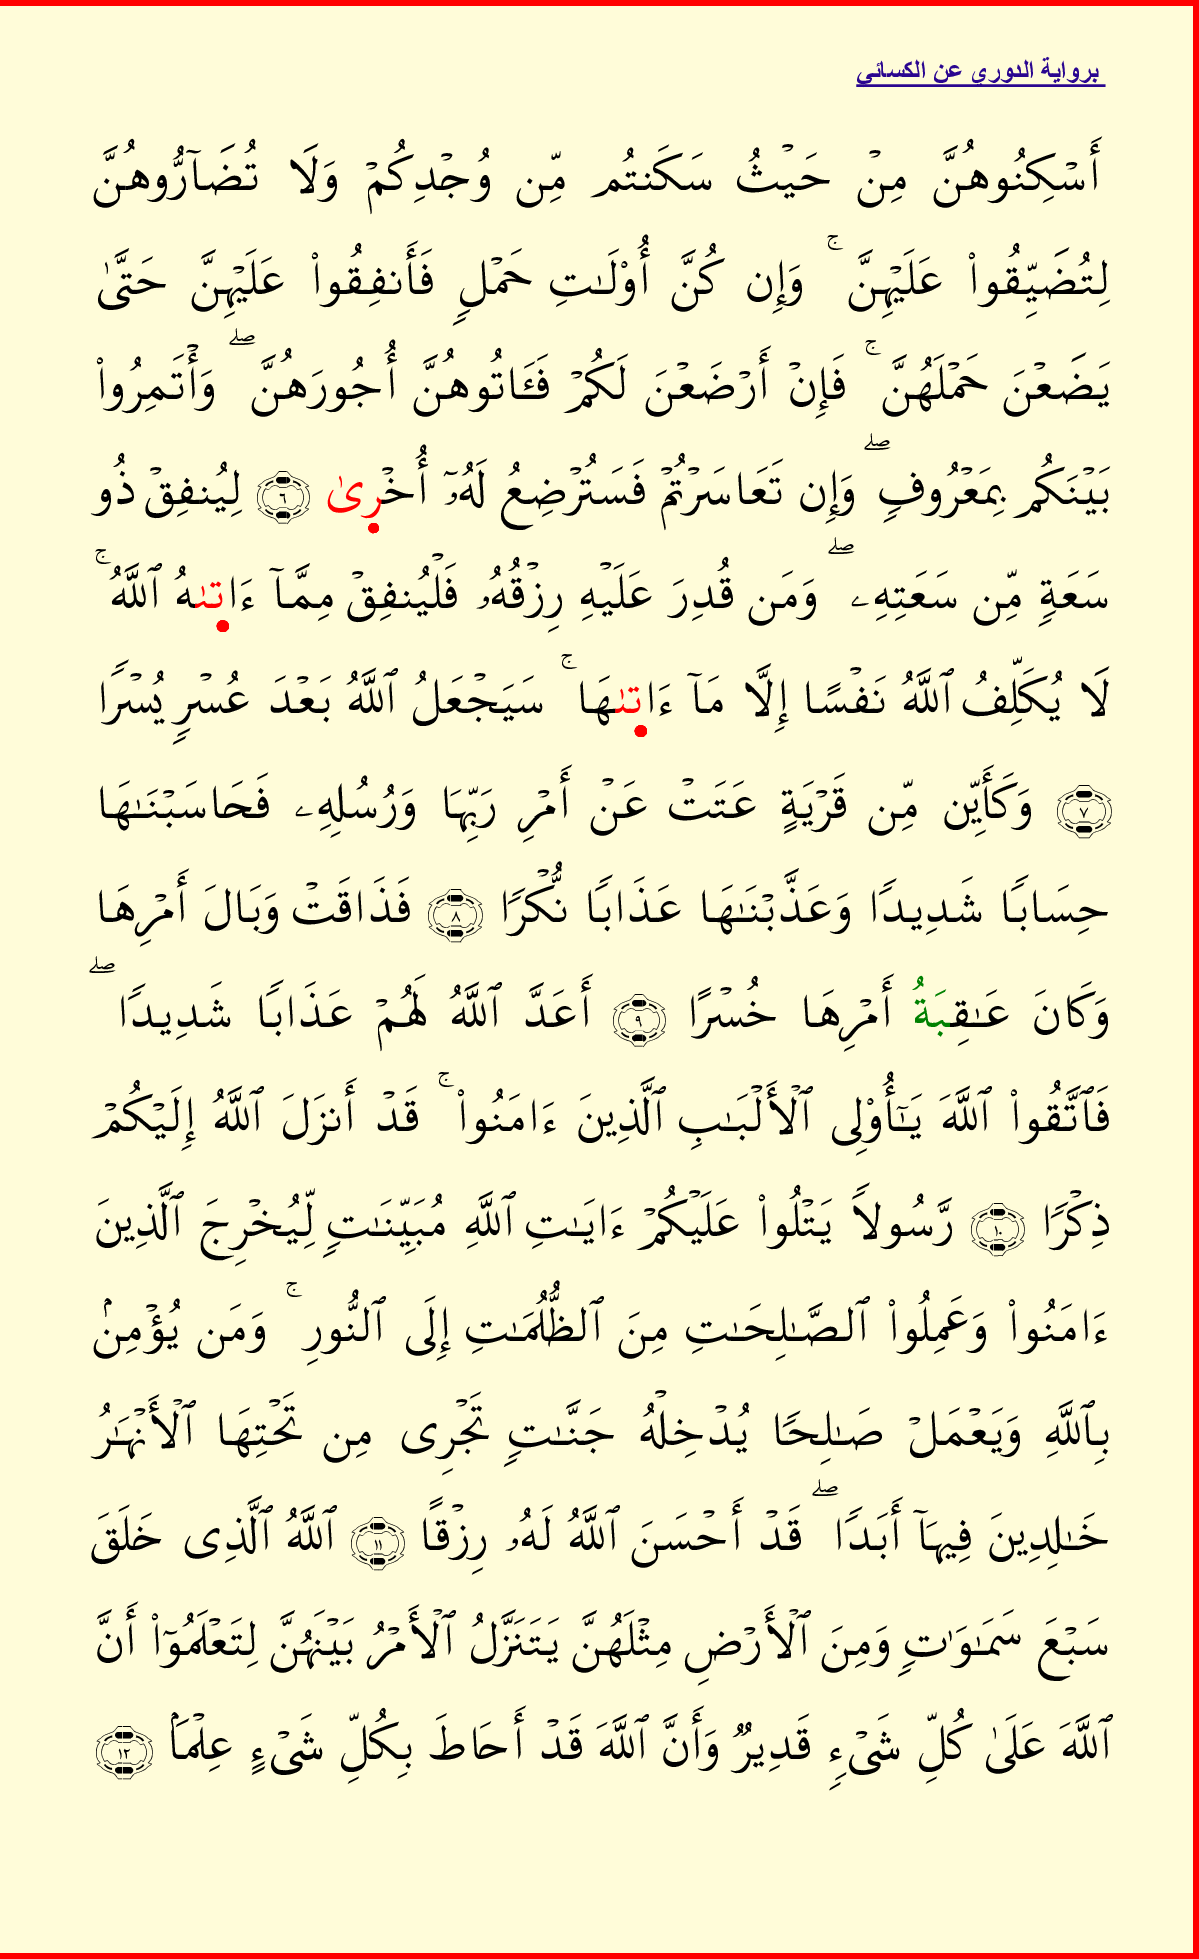 برواية الدوري عن الكسائي
أَسۡكِنُوهُنَّ مِنۡ حَيۡثُ سَكَنتُم مِّن وُجۡدِكُمۡ وَلَا تُضَآرُّوهُنَّ
لِتُضَيِّقُواْ عَلَيۡهِنَّۚ وَإِن كُنَّ أُوْلَٰتِ حَمۡلٖ فَأَنفِقُواْ عَلَيۡهِنَّ حَتَّىٰ
يَضَعۡنَ حَمۡلَهُنَّۚ فَإِنۡ أَرۡضَعۡنَ لَكُمۡ فَـَٔاتُوهُنَّ أُجُورَهُنَّۖ وَأۡتَمِرُواْ
بَيۡنَكُم بِمَعۡرُوفٖۖ وَإِن تَعَاسَرۡتُمۡ فَسَتُرۡضِعُ لَهُۥٓ أُخۡرِىٰ ٦ لِيُنفِقۡ ذُو
سَعَةٖ مِّن سَعَتِهِۦۖ وَمَن قُدِرَ عَلَيۡهِ رِزۡقُهُۥ فَلۡيُنفِقۡ مِمَّآ ءَاتىٰهُ ٱللَّهُۚ
لَا يُكَلِّفُ ٱللَّهُ نَفۡسًا إِلَّا مَآ ءَاتىٰهَاۚ سَيَجۡعَلُ ٱللَّهُ بَعۡدَ عُسۡرٖ يُسۡرٗا
٧ وَكَأَيِّن مِّن قَرۡيَةٍ عَتَتۡ عَنۡ أَمۡرِ رَبِّهَا وَرُسُلِهِۦ فَحَاسَبۡنَٰهَا
حِسَابٗا شَدِيدٗا وَعَذَّبۡنَٰهَا عَذَابٗا نُّكۡرٗا ٨ فَذَاقَتۡ وَبَالَ أَمۡرِهَا
وَكَانَ عَٰقِبَةُ أَمۡرِهَا خُسۡرًا ٩ أَعَدَّ ٱللَّهُ لَهُمۡ عَذَابٗا شَدِيدٗاۖ
فَٱتَّقُواْ ٱللَّهَ يَٰٓأُوْلِي ٱلۡأَلۡبَٰبِ ٱلَّذِينَ ءَامَنُواْۚ قَدۡ أَنزَلَ ٱللَّهُ إِلَيۡكُمۡ
ذِكۡرٗا ١٠ رَّسُولٗا يَتۡلُواْ عَلَيۡكُمۡ ءَايَٰتِ ٱللَّهِ مُبَيِّنَٰتٖ لِّيُخۡرِجَ ٱلَّذِينَ
ءَامَنُواْ وَعَمِلُواْ ٱلصَّٰلِحَٰتِ مِنَ ٱلظُّلُمَٰتِ إِلَى ٱلنُّورِۚ وَمَن يُؤۡمِنۢ
بِٱللَّهِ وَيَعۡمَلۡ صَٰلِحٗا يُدۡخِلۡهُ جَنَّٰتٖ تَجۡرِي مِن تَحۡتِهَا ٱلۡأَنۡهَٰرُ
خَٰلِدِينَ فِيهَآ أَبَدٗاۖ قَدۡ أَحۡسَنَ ٱللَّهُ لَهُۥ رِزۡقًا ١١ ٱللَّهُ ٱلَّذِي خَلَقَ
سَبۡعَ سَمَٰوَٰتٖ وَمِنَ ٱلۡأَرۡضِ مِثۡلَهُنَّ يَتَنَزَّلُ ٱلۡأَمۡرُ بَيۡنَهُنَّ لِتَعۡلَمُوٓاْ أَنَّ
ٱللَّهَ عَلَىٰ كُلِّ شَيۡءٖ قَدِيرٞ وَأَنَّ ٱللَّهَ قَدۡ أَحَاطَ بِكُلِّ شَيۡءٍ عِلۡمَۢا ١٢